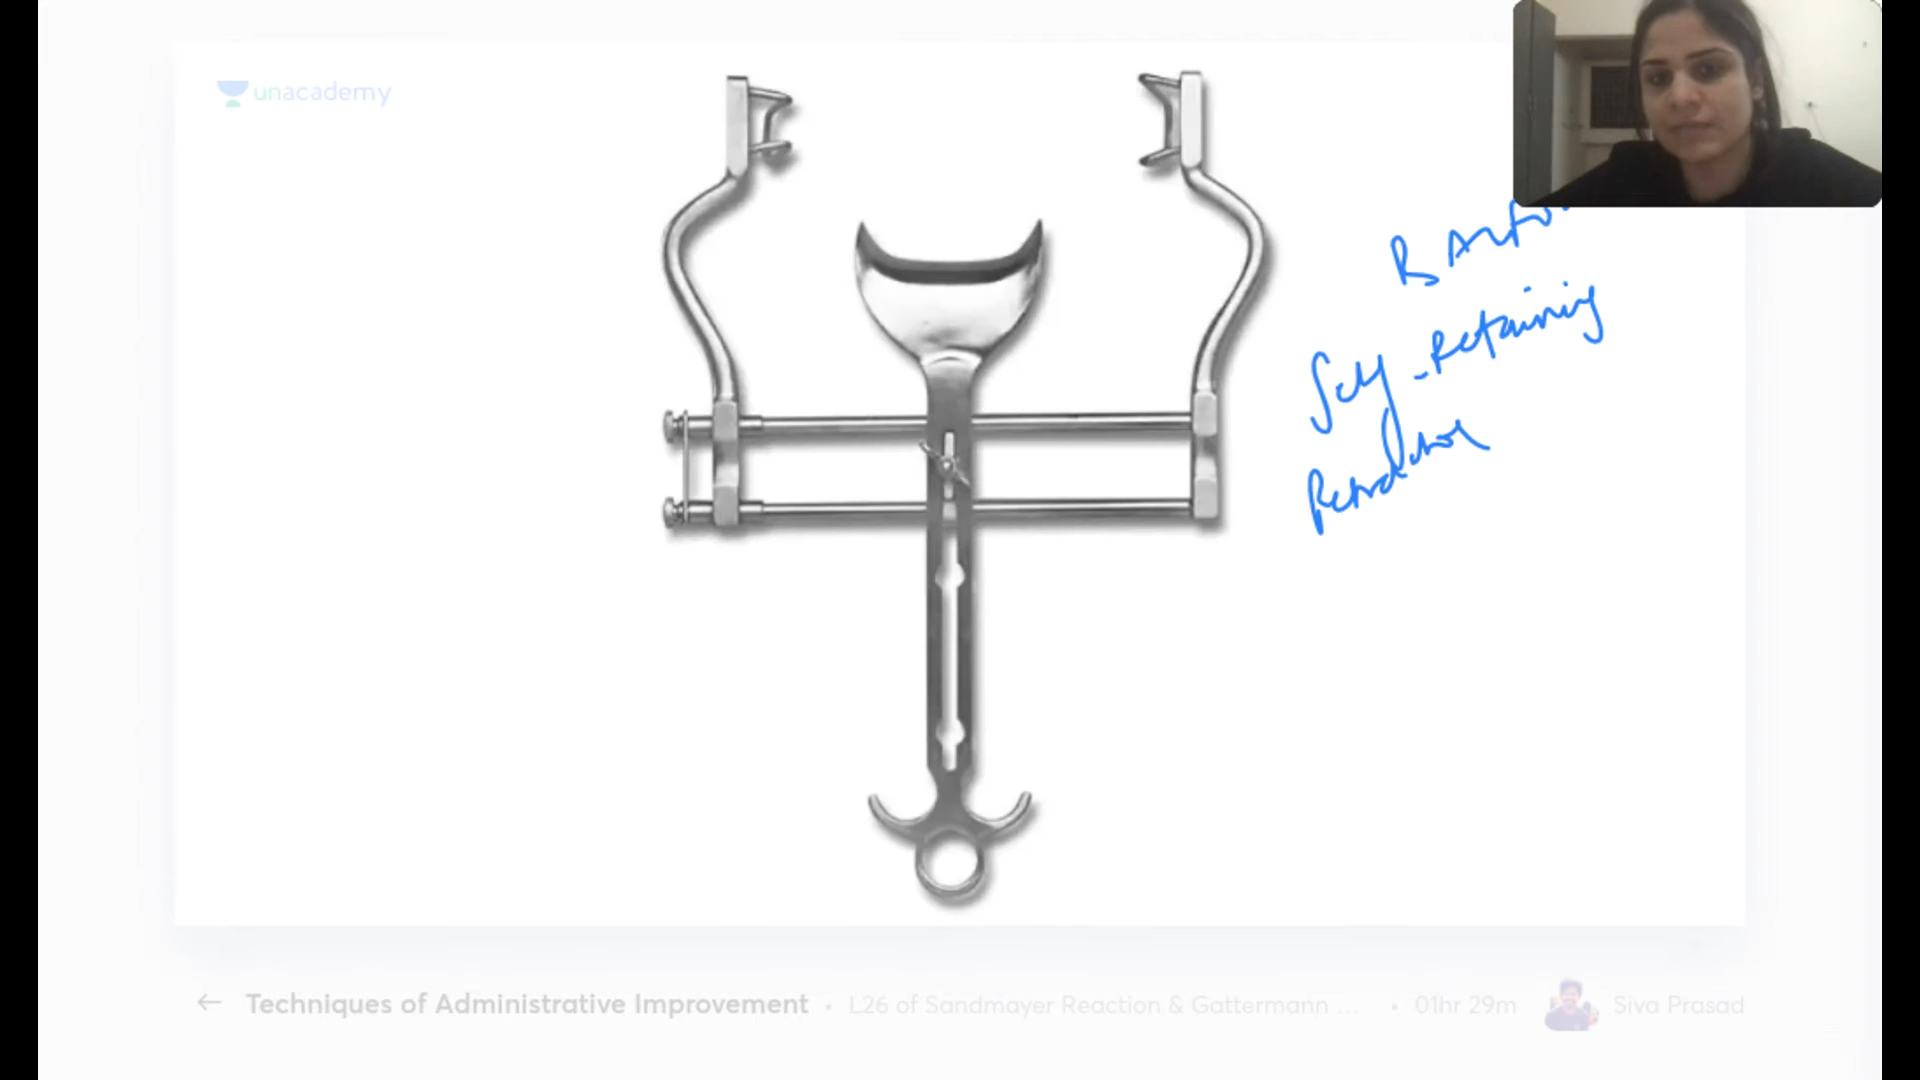 unacademy
Self-Retaining
Retractor
Techniques of Administrative Improvement • L26 of Sandmayer Reaction & Gattermann ... • 01hr 29m Siva Prasad